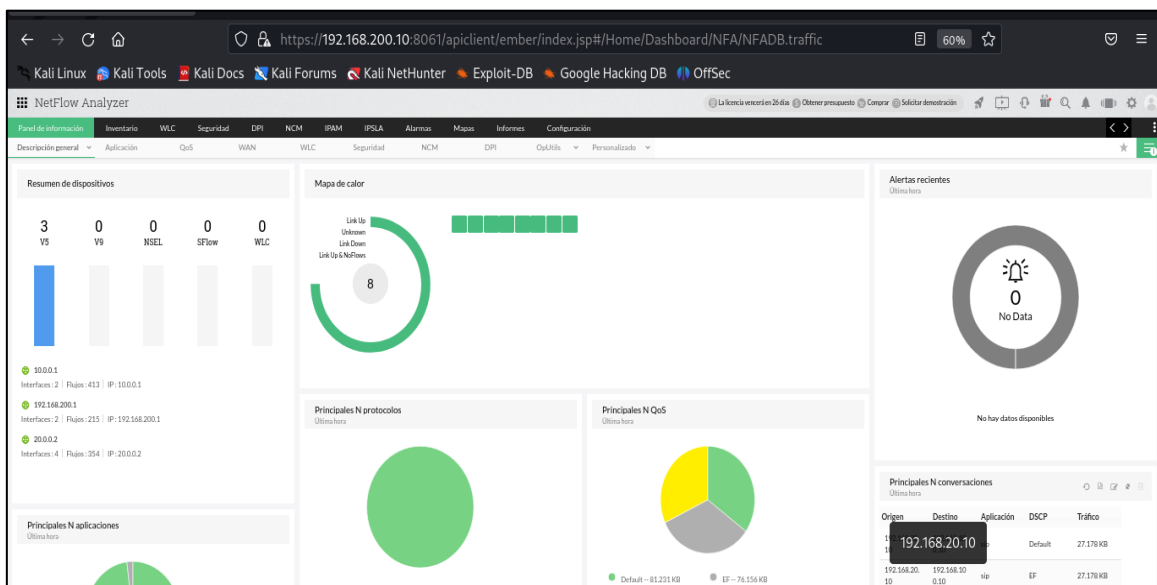 https://192.168.200.10:8061/apiclient/ember/index.jsp#/Home/Dashboard/NFA/NFADB.traffic 60%
Kali Linux Kali Tools Kali Docs Kali Forums Kali NetHunter Exploit-DB Google Hacking DB OffSec
NetFlow Analyzer La licencia vencerá en 26 días Obtener presupuesto Comprar Solicitar demostración
Panel de información Inventario WLC Seguridad DPI NCM IPAM IPSLA Alarmas Mapas Informes Configuración
Descripción general Aplicación QoS WAN WLC Seguridad NCM DPI OpUtils Personalizado
Resumen de dispositivos
3 0 0 0 0
V5 V9 NSEL SFlow WLC
10.0.0.1
Interfaces : 2 | Flujos : 413 | IP : 10.0.0.1
192.168.200.1
Interfaces : 2 | Flujos : 215 | IP : 192.168.200.1
20.0.0.2
Interfaces : 4 | Flujos : 354 | IP : 20.0.0.2
Principales N aplicaciones
Última hora
Mapa de calor
Link Up
Unknown
Link Down
Link Up & NoFlows
8
Principales N protocolos
Última hora
Principales N QoS
Última hora
Default -- 81.231 KB EF -- 76.156 KB
Alertas recientes
Última hora
0
No Data
No hay datos disponibles
Principales N conversaciones
Última hora
Origen Destino Aplicación DSCP Tráfico
192.168.20.10
Default 27.178 KB
192.168.20. 192.168.10 sip EF 27.178 KB
10 0.10